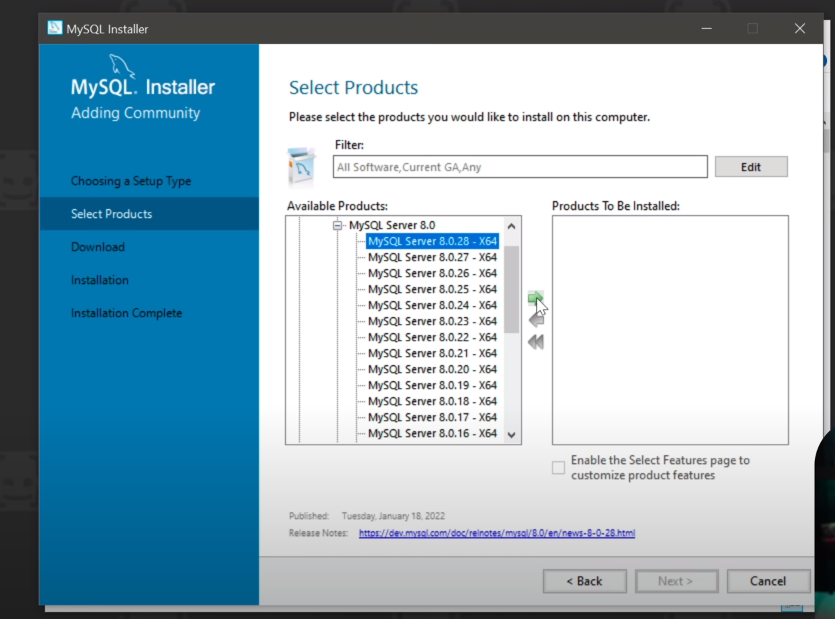 MySQL Installer
MySQL. Installer
Adding Community
Choosing a Setup Type
Select Products
Download
Installation
Installation Complete
Select Products
Please select the products you would like to install on this computer.
Filter:
All Software,Current GA,Any
Edit
Available Products:
MySQL Server 8.0
MySQL Server 8.0.28 - X64
MySQL Server 8.0.27 - X64
MySQL Server 8.0.26 - X64
MySQL Server 8.0.25 - X64
MySQL Server 8.0.24 - X64
MySQL Server 8.0.23 - X64
MySQL Server 8.0.22 - X64
MySQL Server 8.0.21 - X64
MySQL Server 8.0.20 - X64
MySQL Server 8.0.19 - X64
MySQL Server 8.0.18 - X64
MySQL Server 8.0.17 - X64
MySQL Server 8.0.16 - X64
Products To Be Installed:
Enable the Select Features page to
customize product features
Published: Tuesday, January 18, 2022
Release Notes: https://dev.mysql.com/doc/relnotes/mysql/8.0/en/news-8-0-28.html
< Back
Next >
Cancel